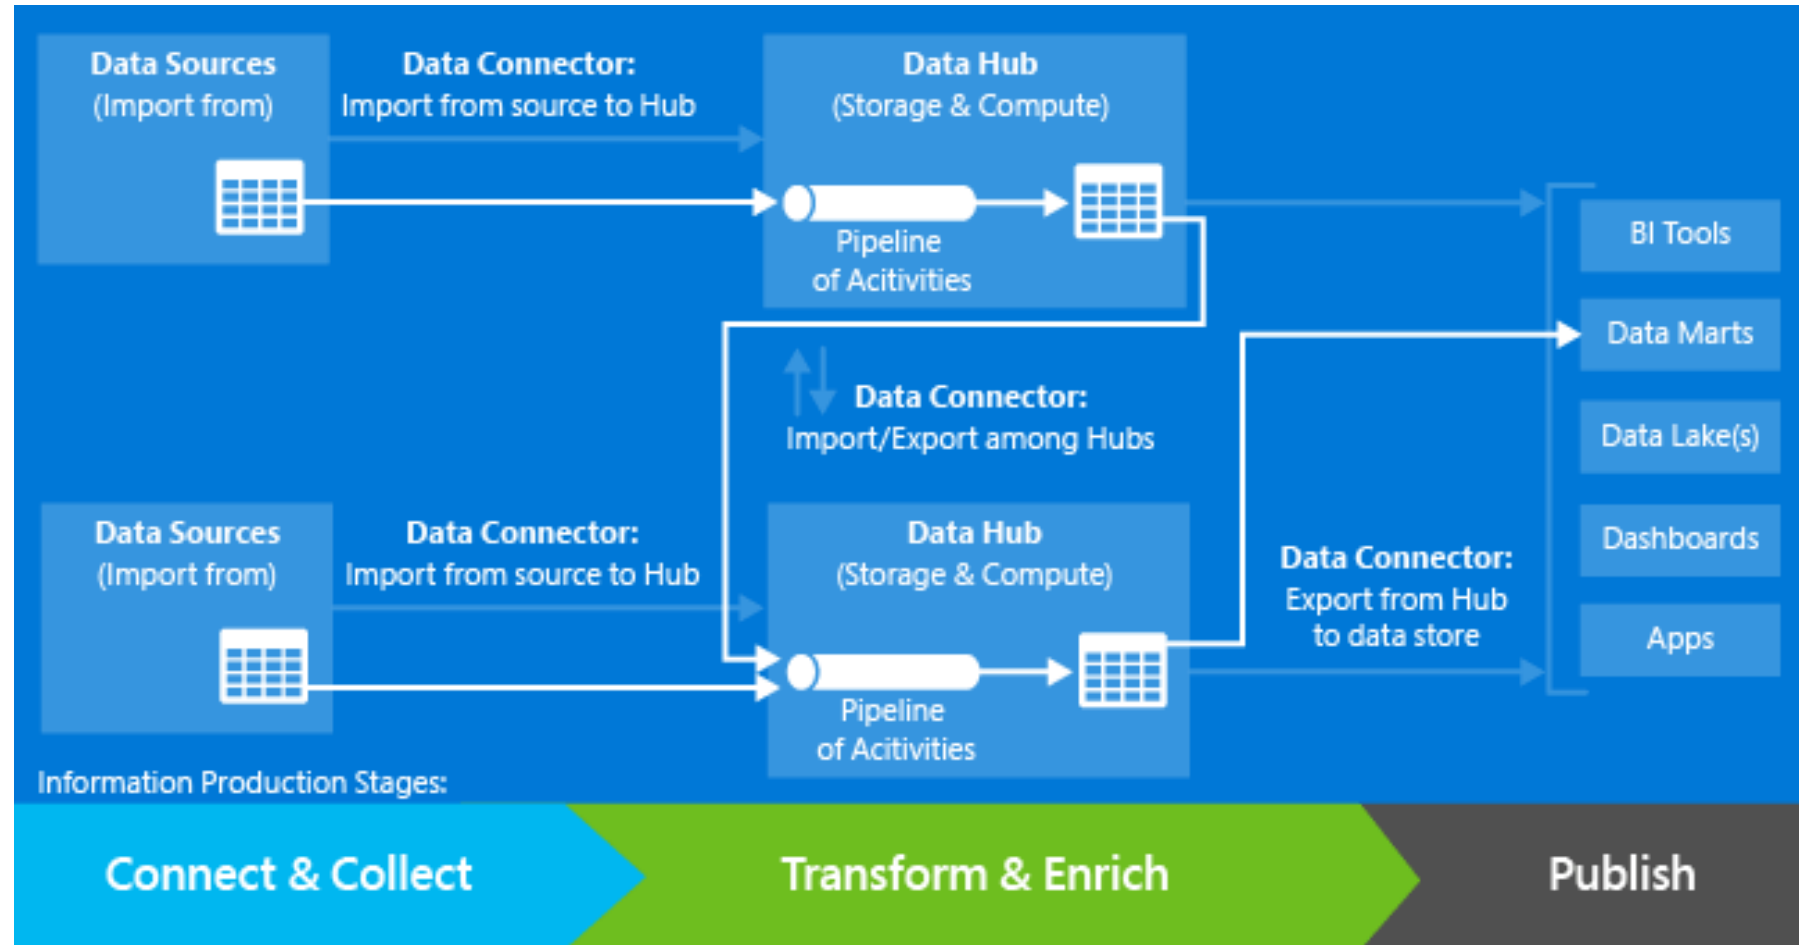 Data Sources
(Import from)
Data Connector:
Import from source to Hub
Data Hub
(Storage & Compute)
Pipeline
of Acitivities
BI Tools
Data Marts
Data Lake(s)
Dashboards
Apps
Data Connector:
Import/Export among Hubs
Data Sources
(Import from)
Data Connector:
Import from source to Hub
Data Hub
(Storage & Compute)
Pipeline
of Acitivities
Data Connector:
Export from Hub
to data store
Information Production Stages:
Connect & Collect
Transform & Enrich
Publish